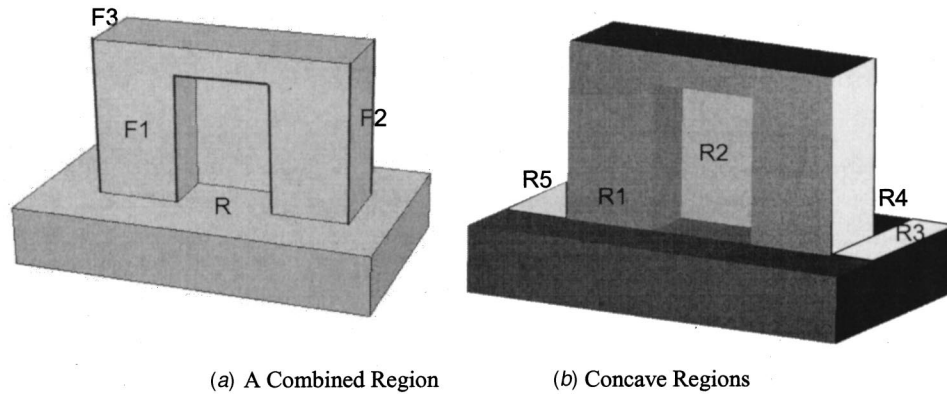 F3
F1
F2
R
R5
R1
R2
R4
R3
(a) A Combined Region
(b) Concave Regions